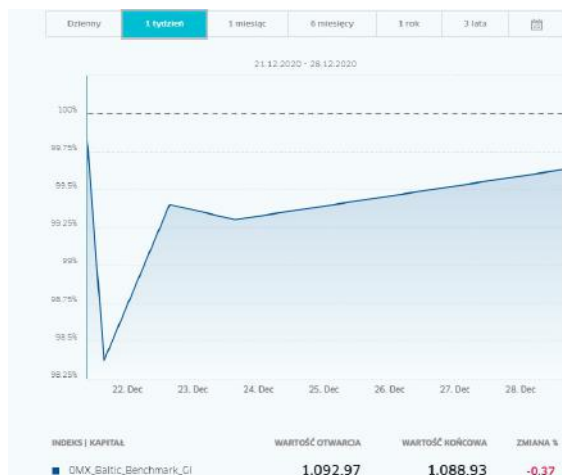 Dzienny 1 tydzień 1 miesiąc 6 miesięcy 1 rok 3 lata
21.12.2020 - 28.12.2020
100%
99.75%
99.5%
99.25%
99%
98.75%
98.5%
98.25%
22. Dec 23. Dec 24. Dec 25. Dec 26. Dec 27. Dec 28. Dec
INDEKS | KAPITAŁ WARTOŚĆ OTWARCIA WARTOŚĆ KOŃCOWA ZMIANA %
OMX_Baltic_Benchmark_GI 1,092.97 1,088.93 -0.37